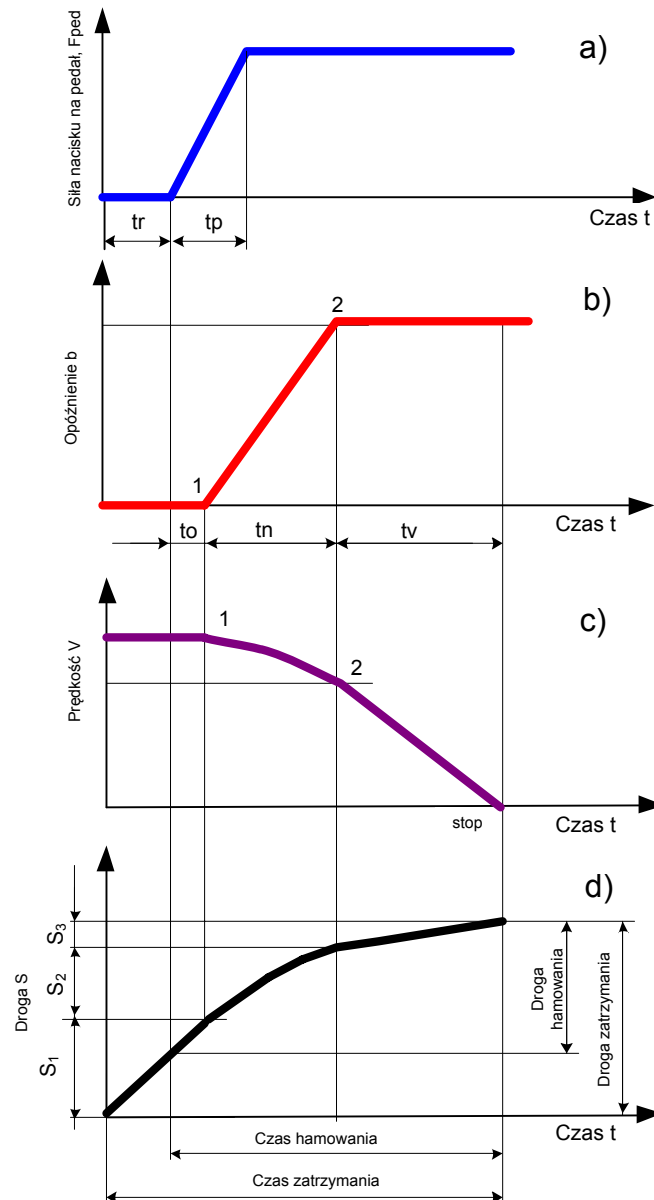 Siła nacisku na pedał, Fped
a)
Czas t
tr
tp
b)
Opóźnienie b
1
2
Czas t
to
tn
tv
c)
Prędkość V
1
2
stop
Czas t
d)
Droga S
S₃
S₂
S₁
Droga hamowania
Droga zatrzymania
Czas hamowania
Czas t
Czas zatrzymania